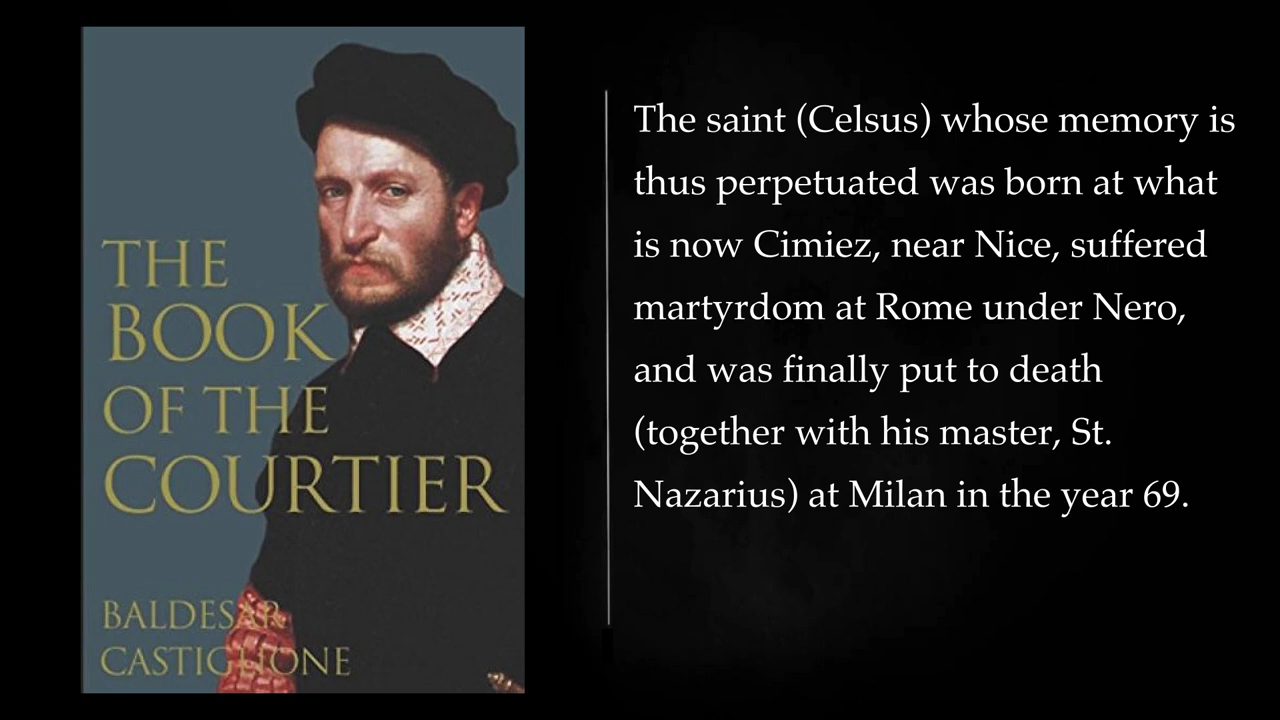 THE
BOOK
OF THE
COURTIER
BALDESAR
CASTIGLIONE
The saint (Celsus) whose memory is
thus perpetuated was born at what
is now Cimiez, near Nice, suffered
martyrdom at Rome under Nero,
and was finally put to death
(together with his master, St.
Nazarius) at Milan in the year 69.